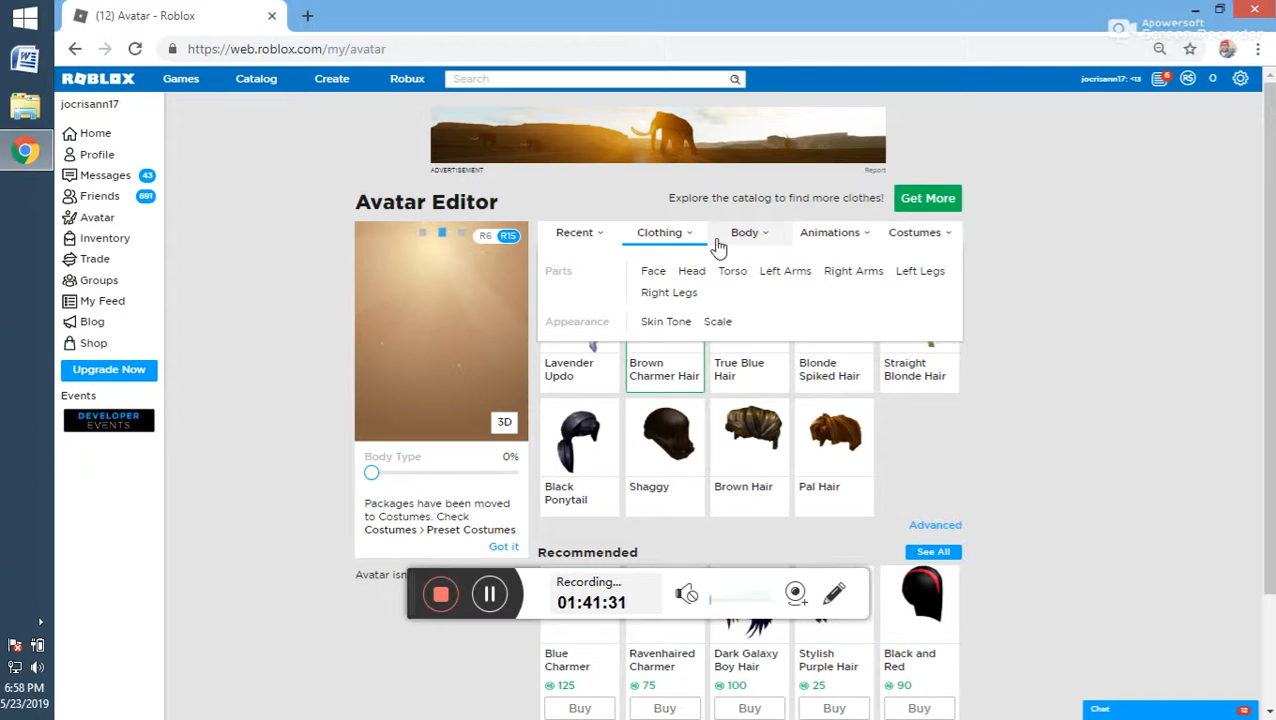 (12) Avatar - Roblox
Apowersoft
Screen Recorder
https://web.roblox.com/my/avatar
ROBLOX
Games
Catalog
Create
Robux
Search
jocrisann17: <13
6
0
jocrisann17
Home
Profile
Messages 43
Friends 691
Avatar
Inventory
Trade
Groups
My Feed
Blog
Shop
Upgrade Now
Events
DEVELOPER
EVENTS
ADVERTISEMENT
Report
Avatar Editor
Explore the catalog to find more clothes!
Get More
R6 R15
3D
Body Type 0%
Packages have been moved
to Costumes. Check
Costumes > Preset Costumes
Got it
Recent
Clothing
Body
Animations
Costumes
Parts
Face Head Torso Left Arms Right Arms Left Legs
Right Legs
Appearance
Skin Tone Scale
Lavender
Updo
Brown
Charmer Hair
True Blue
Hair
Blonde
Spiked Hair
Straight
Blonde Hair
Black
Ponytail
Shaggy
Brown Hair
Pal Hair
Advanced
Recommended
See All
Recording...
01:41:31
Blue
Charmer
125
Buy
Ravenhaired
Charmer
75
Buy
Dark Galaxy
Boy Hair
100
Buy
Stylish
Purple Hair
25
Buy
Black and
Red
90
Buy
Chat
12
6:58 PM
5/23/2019